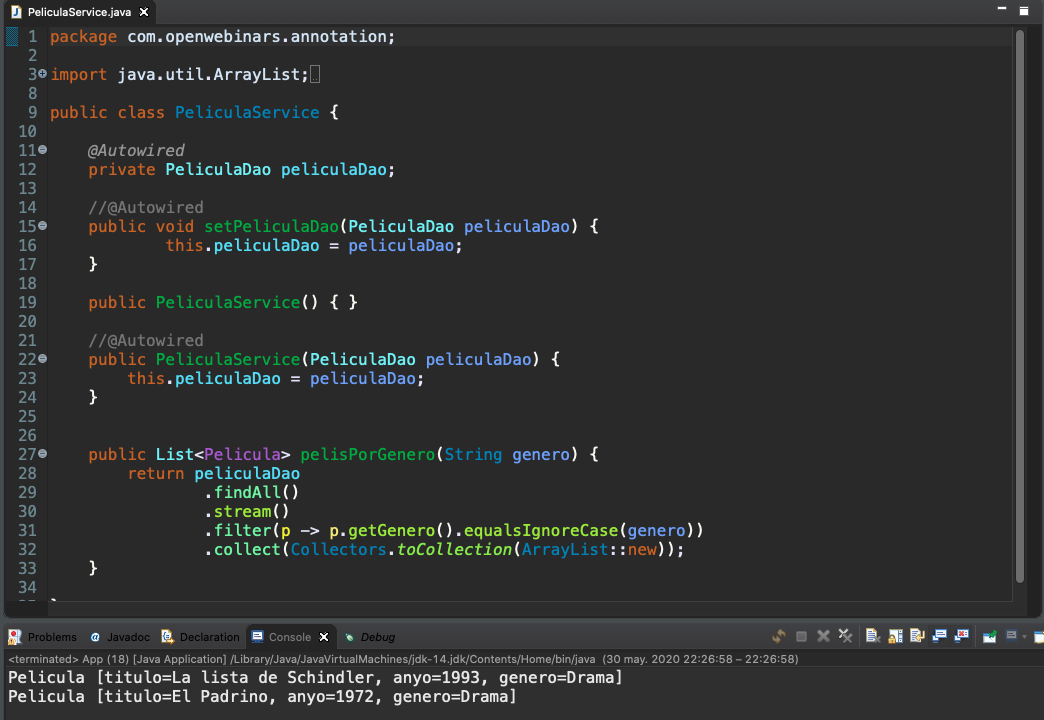 PeliculaService.java
1 package com.openwebinars.annotation;
2
3 import java.util.ArrayList;
8
9 public class PeliculaService {
10
11 @Autowired
12 private PeliculaDao peliculaDao;
13
14 //@Autowired
15 public void setPeliculaDao(PeliculaDao peliculaDao) {
16 this.peliculaDao = peliculaDao;
17 }
18
19 public PeliculaService() { }
20
21 //@Autowired
22 public PeliculaService(PeliculaDao peliculaDao) {
23 this.peliculaDao = peliculaDao;
24 }
25
26
27 public List<Pelicula> pelisPorGenero(String genero) {
28 return peliculaDao
29 .findAll()
30 .stream()
31 .filter(p -> p.getGenero().equalsIgnoreCase(genero))
32 .collect(Collectors.toCollection(ArrayList::new));
33 }
34
Problems @ Javadoc Declaration Console Debug
<terminated> App (18) [Java Application] /Library/Java/JavaVirtualMachines/jdk-14.jdk/Contents/Home/bin/java (30 may. 2020 22:26:58 – 22:26:58)
Pelicula [titulo=La lista de Schindler, anyo=1993, genero=Drama]
Pelicula [titulo=El Padrino, anyo=1972, genero=Drama]